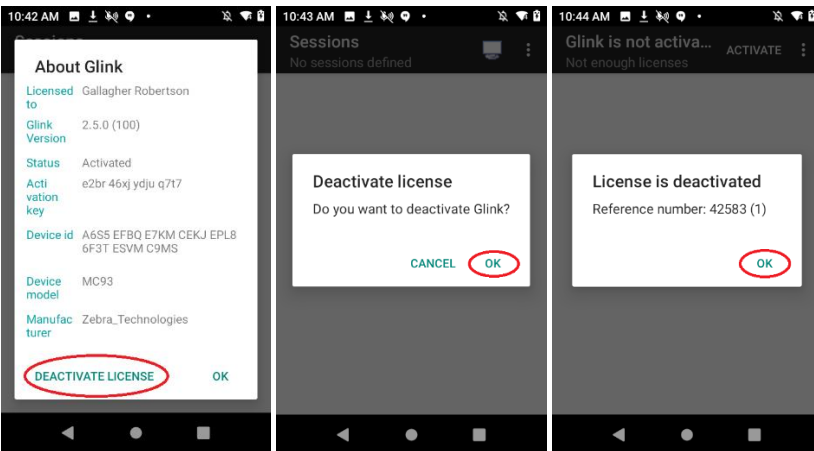 10:42 AM
Sessions
About Glink
Licensed
to
Gallagher Robertson
Glink
Version
2.5.0 (100)
Status
Activated
Acti
vation
key
e2br 46xj ydju q7t7
Device id
A6S5 EFBQ E7KM CEKJ EPL8
6F3T ESVM C9MS
Device
model
MC93
Manufac
turer
Zebra_Technologies
DEACTIVATE LICENSE
OK
10:43 AM
Sessions
No sessions defined
Deactivate license
Do you want to deactivate Glink?
CANCEL
OK
10:44 AM
Glink is not activa...
Not enough licenses
ACTIVATE
License is deactivated
Reference number: 42583 (1)
OK